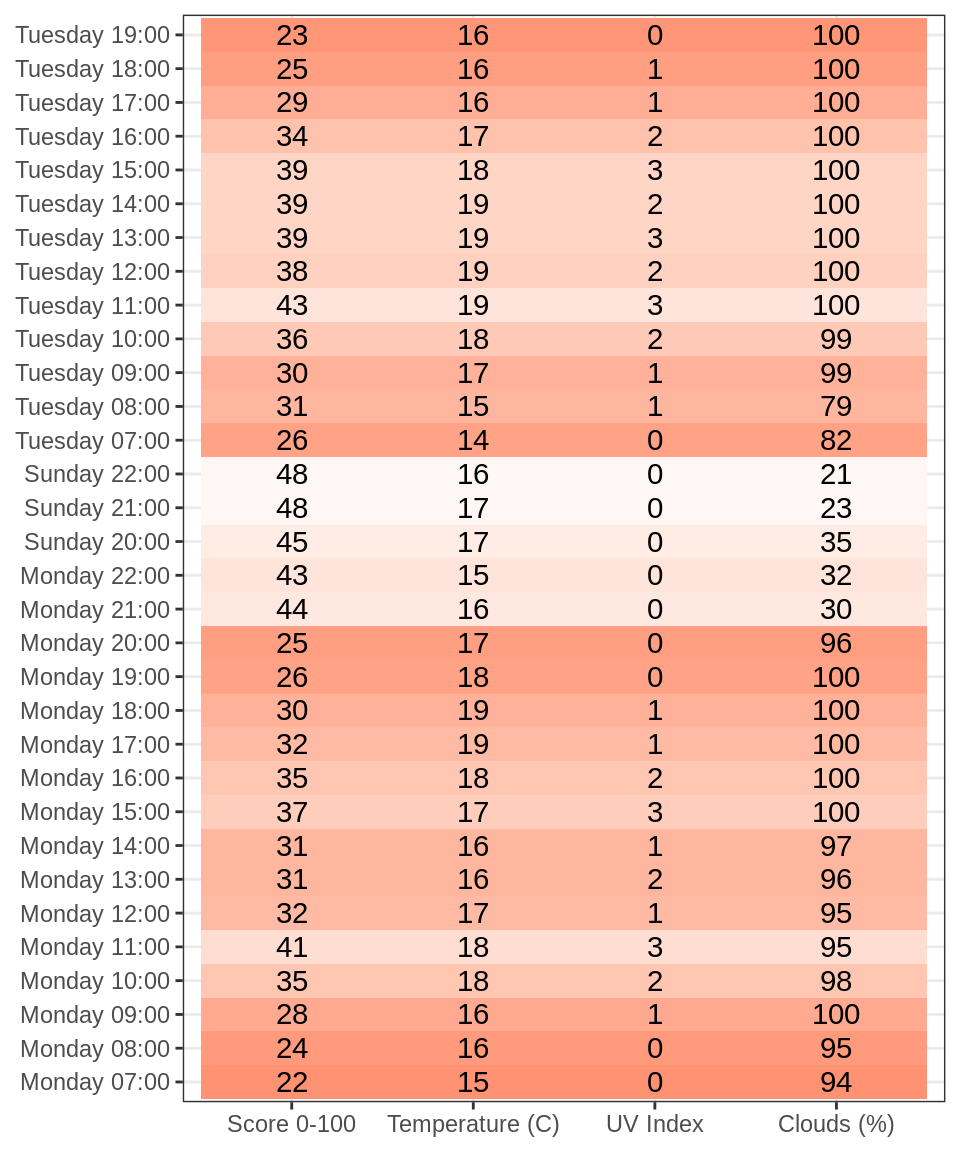 Tuesday 19:00 23 16 0 100
Tuesday 18:00 25 16 1 100
Tuesday 17:00 29 16 1 100
Tuesday 16:00 34 17 2 100
Tuesday 15:00 39 18 3 100
Tuesday 14:00 39 19 2 100
Tuesday 13:00 39 19 3 100
Tuesday 12:00 38 19 2 100
Tuesday 11:00 43 19 3 100
Tuesday 10:00 36 18 2 99
Tuesday 09:00 30 17 1 99
Tuesday 08:00 31 15 1 79
Tuesday 07:00 26 14 0 82
Sunday 22:00 48 16 0 21
Sunday 21:00 48 17 0 23
Sunday 20:00 45 17 0 35
Monday 22:00 43 15 0 32
Monday 21:00 44 16 0 30
Monday 20:00 25 17 0 96
Monday 19:00 26 18 0 100
Monday 18:00 30 19 1 100
Monday 17:00 32 19 1 100
Monday 16:00 35 18 2 100
Monday 15:00 37 17 3 100
Monday 14:00 31 16 1 97
Monday 13:00 31 16 2 96
Monday 12:00 32 17 1 95
Monday 11:00 41 18 3 95
Monday 10:00 35 18 2 98
Monday 09:00 28 16 1 100
Monday 08:00 24 16 0 95
Monday 07:00 22 15 0 94
Score 0-100 Temperature (C) UV Index Clouds (%)